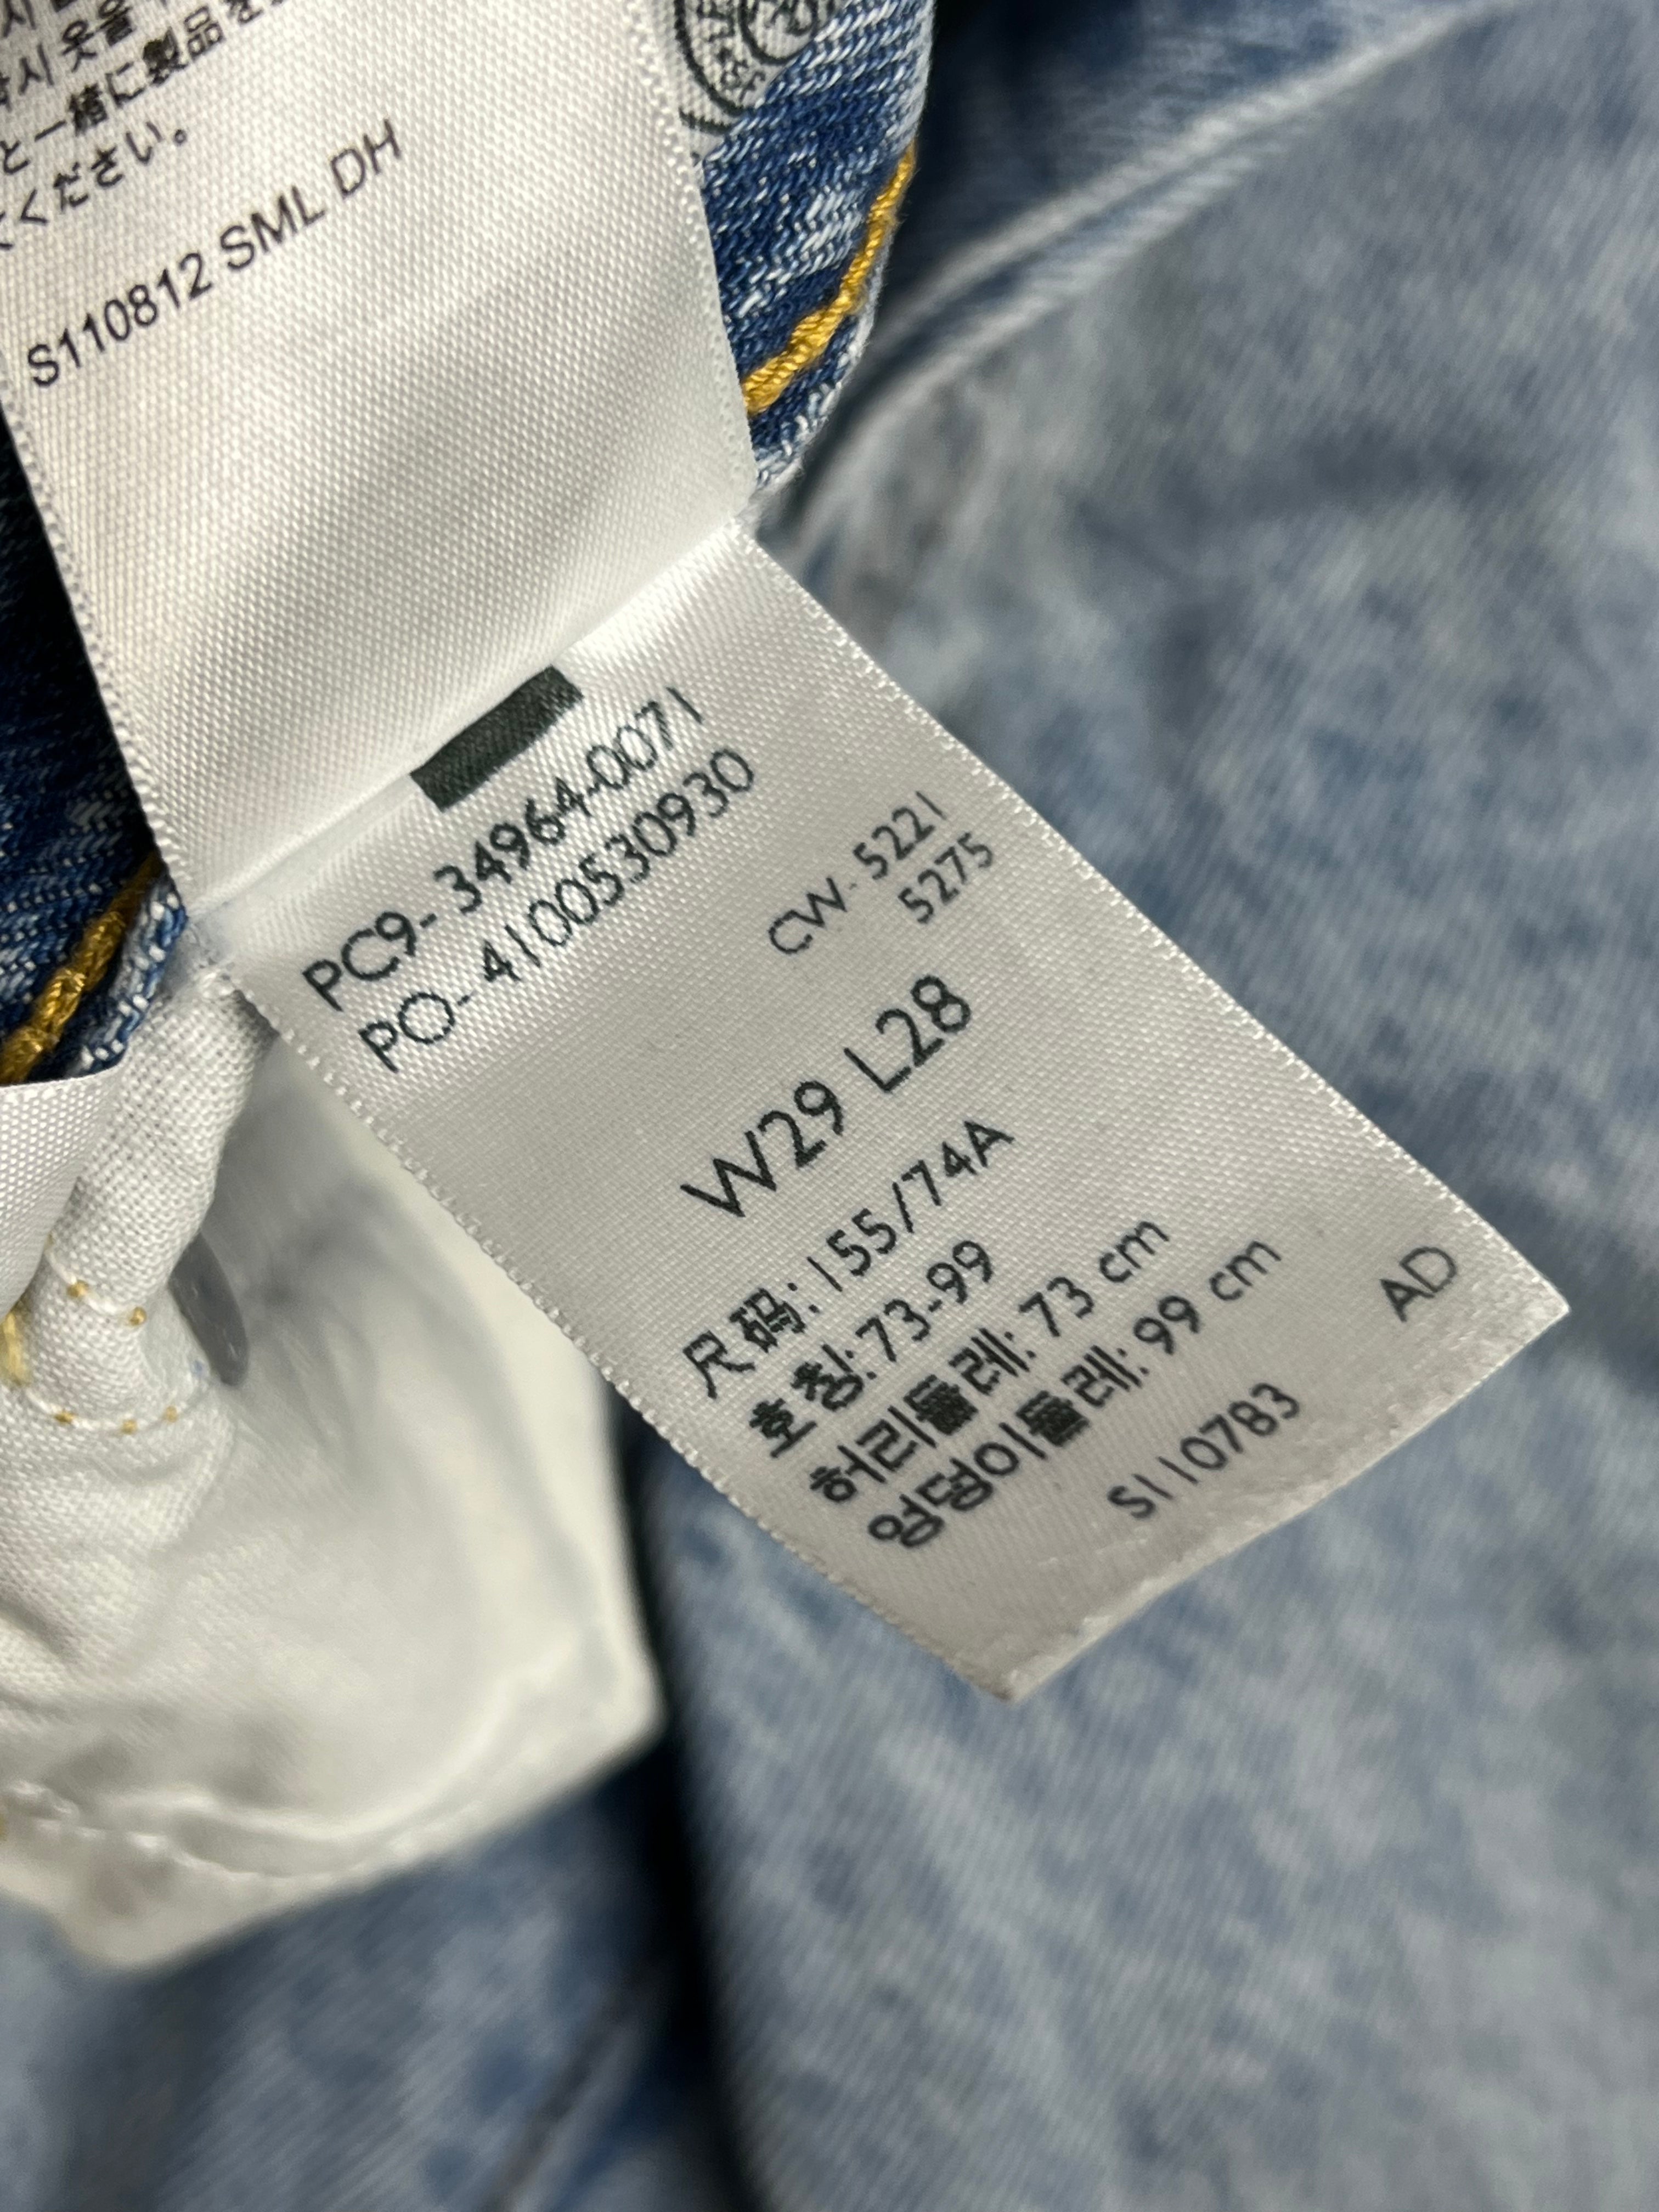 시 옷을
と一緒に製品を
ください。
S110812 SML DH
PC9-34964-0071
PO-4100530930
CW-5221
5275
W29 L28
尺码:155/74A
호칭:73-99
허리둘레: 73 cm
엉덩이둘레: 99 cm
S110783
AD